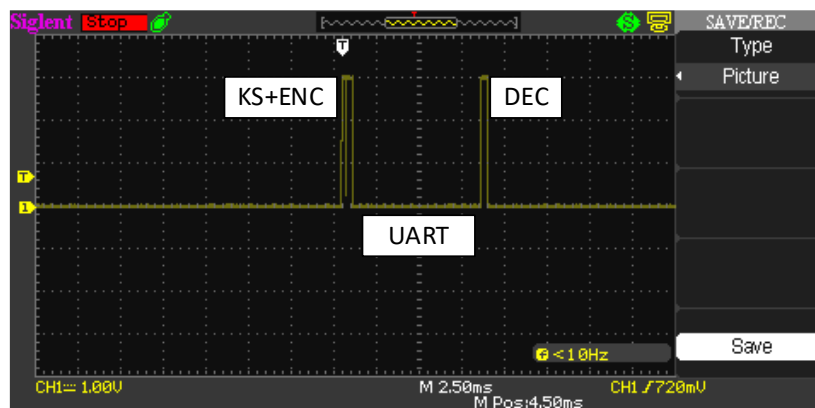 Siglent Stop T S SAVE/REC
Type
Picture
KS+ENC
DEC
T
1
UART
f <10Hz
Save
CH1 1.00V M 2.50ms CH1 720mV
M Pos:4.50ms